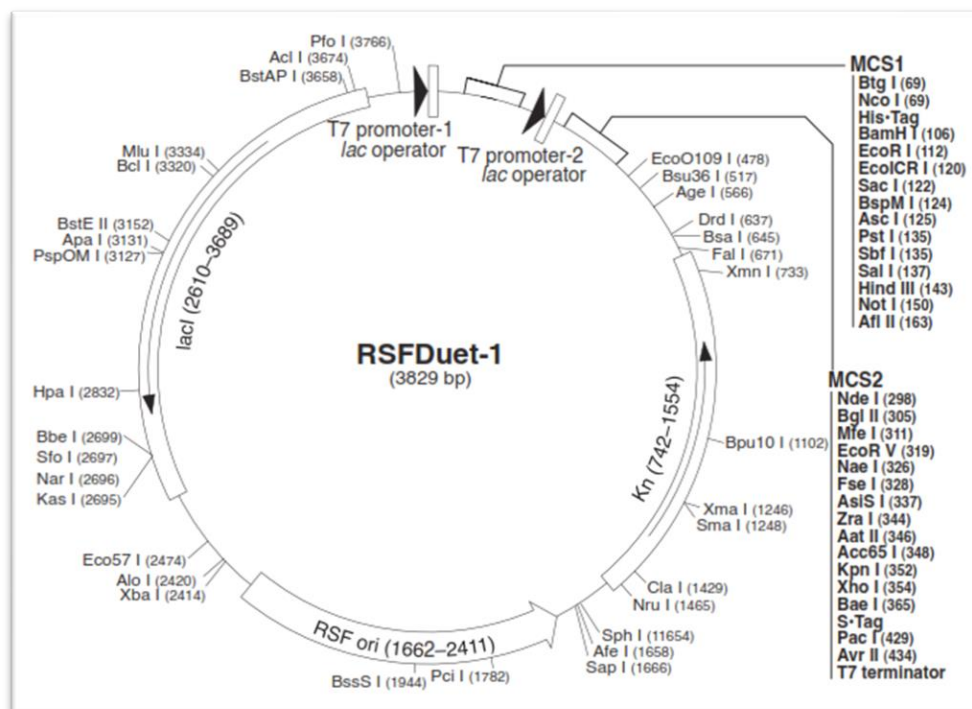 Pfo I (3766)
Acl I (3674)
BstAP I (3658)
Mlu I (3334)
Bcl I (3320)
BstE II (3152)
Apa I (3131)
PspOM I (3127)
Hpa I (2832)
Bbe I (2699)
Sfo I (2697)
Nar I (2696)
Kas I (2695)
Eco57 I (2474)
Alo I (2420)
Xba I (2414)
lacI (2610–3689)
T7 promoter-1
lac operator
T7 promoter-2
lac operator
RSFDuet-1
(3829 bp)
RSF ori (1662–2411)
BssS I (1944)
Pci I (1782)
Kn (742–1554)
EcoO109 I (478)
Bsu36 I (517)
Age I (566)
Drd I (637)
Bsa I (645)
Fal I (671)
Xmn I (733)
Bpu10 I (1102)
Xma I (1246)
Sma I (1248)
Cla I (1429)
Nru I (1465)
Sph I (11654)
Afe I (1658)
Sap I (1666)
MCS1
Btg I (69)
Nco I (69)
His•Tag
BamH I (106)
EcoR I (112)
EcoICR I (120)
Sac I (122)
BspM I (124)
Asc I (125)
Pst I (135)
Sbf I (135)
Sal I (137)
Hind III (143)
Not I (150)
Afl II (163)
MCS2
Nde I (298)
Bgl II (305)
Mfe I (311)
EcoR V (319)
Nae I (326)
Fse I (328)
AsiS I (337)
Zra I (344)
Aat II (346)
Acc65 I (348)
Kpn I (352)
Xho I (354)
Bae I (365)
S•Tag
Pac I (429)
Avr II (434)
T7 terminator